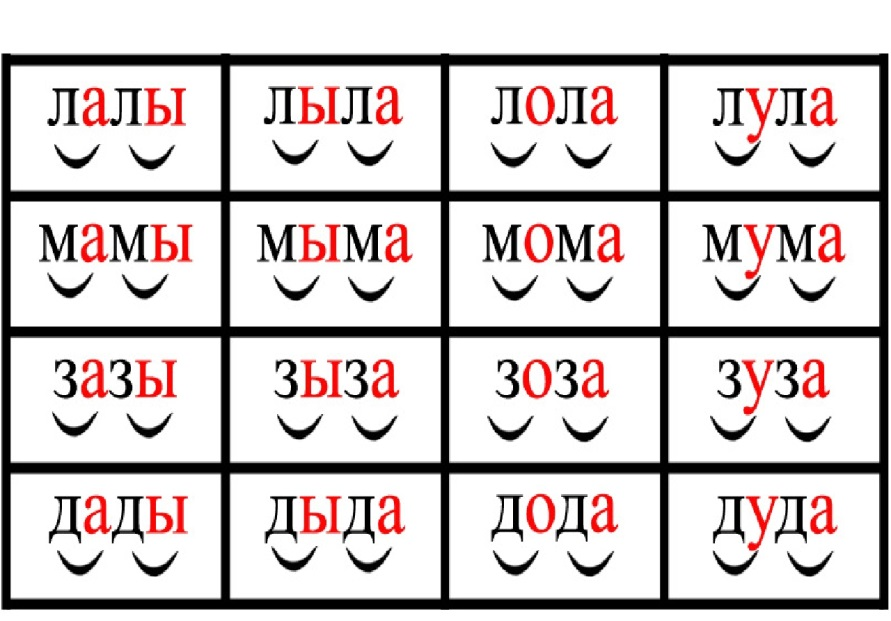 лалы лыла лола лула
мамы мыма мома мума
зазы зыза зоза зуза
дады дыда дода дуда